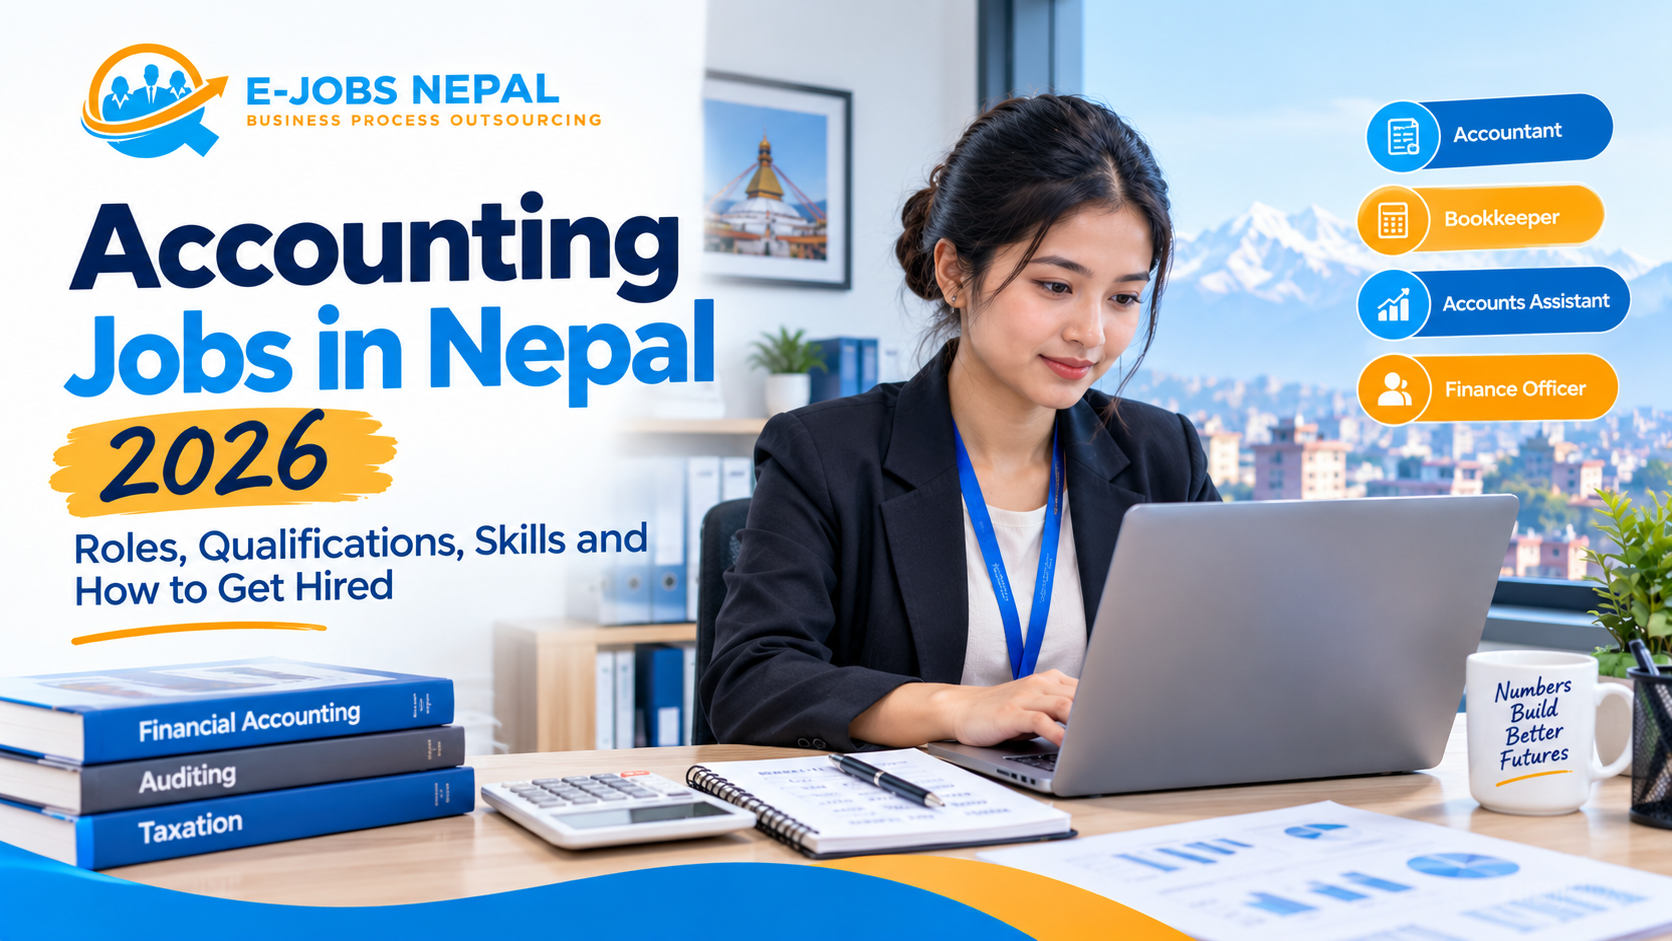 E-JOBS NEPAL
BUSINESS PROCESS OUTSOURCING
Accounting
Jobs in Nepal
2026
Roles, Qualifications, Skills and
How to Get Hired
Accountant
Bookkeeper
Accounts Assistant
Finance Officer
Financial Accounting
Auditing
Taxation
Numbers
Build
Better
Futures